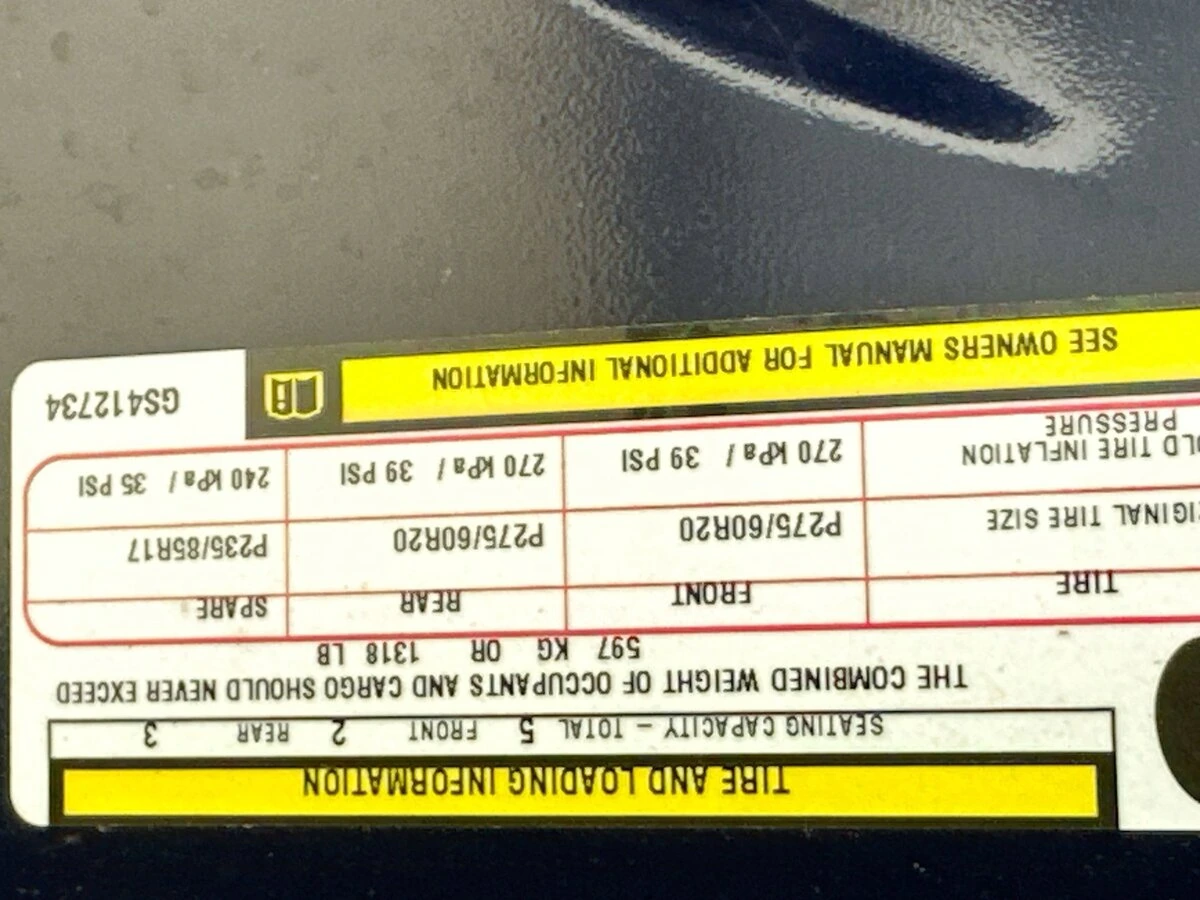 TIRE AND LOADING INFORMATION
SEATING CAPACITY – TOTAL 5 FRONT 2 REAR 3
THE COMBINED WEIGHT OF OCCUPANTS AND CARGO SHOULD NEVER EXCEED
597 KG OR 1318 LB
TIRE FRONT REAR SPARE
IGINAL TIRE SIZE P275/60R20 P275/60R20 P235/85R17
LD TIRE INFLATION
PRESSURE 270 kPa / 39 PSI 270 kPa / 39 PSI 240 kPa / 35 PSI
SEE OWNERS MANUAL FOR ADDITIONAL INFORMATION
GS412734